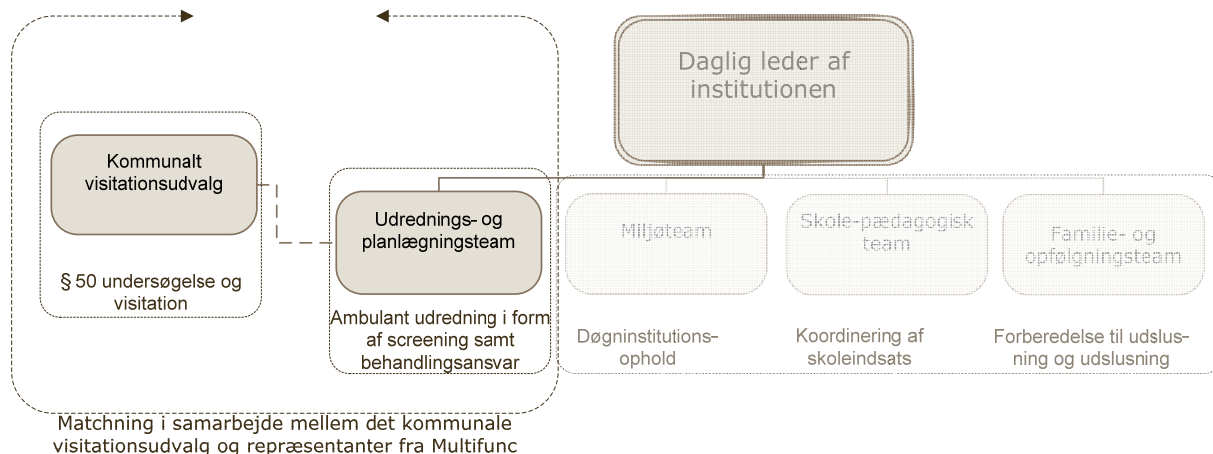 Daglig leder af
institutionen
Kommunalt
visitationsudvalg
§ 50 undersøgelse og
visitation
Udrednings- og
planlægningsteam
Ambulant udredning i form
af screening samt
behandlingsansvar
Miljøteam
Døgninstitutions-
ophold
Skole-pædagogisk
team
Koordinering af
skoleindsats
Familie- og
opfølgningsteam
Forberedelse til udslus-
ning og udslusning
Matchning i samarbejde mellem det kommunale
visitationsudvalg og repræsentanter fra Multifunc